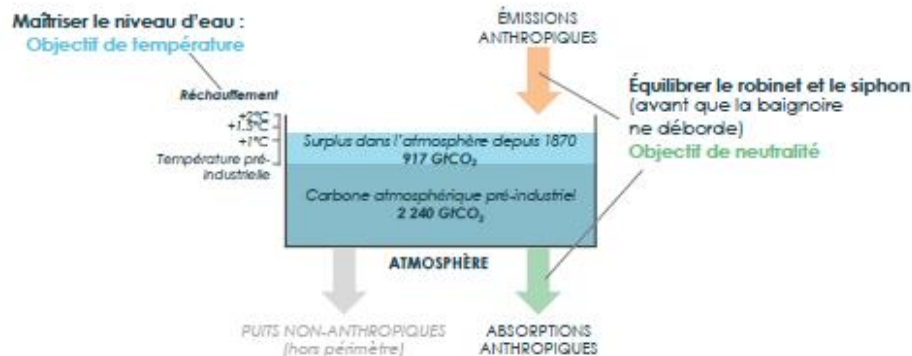 Maîtriser le niveau d'eau :
Objectif de température
ÉMISSIONS
ANTHROPIQUES
Équilibrer le robinet et le siphon
(avant que la baignoire
ne déborde)
Objectif de neutralité
Réchauffement
+2°C
+1.5°C
+1°C
Température pré-
industrielle
Surplus dans l'atmosphère depuis 1870
917 GtCO₂
Carbone atmosphérique pré-industriel
2 240 GtCO₂
ATMOSPHÈRE
PUITS NON-ANTHROPIQUES
(hors périmètre)
ABSORPTIONS
ANTHROPIQUES